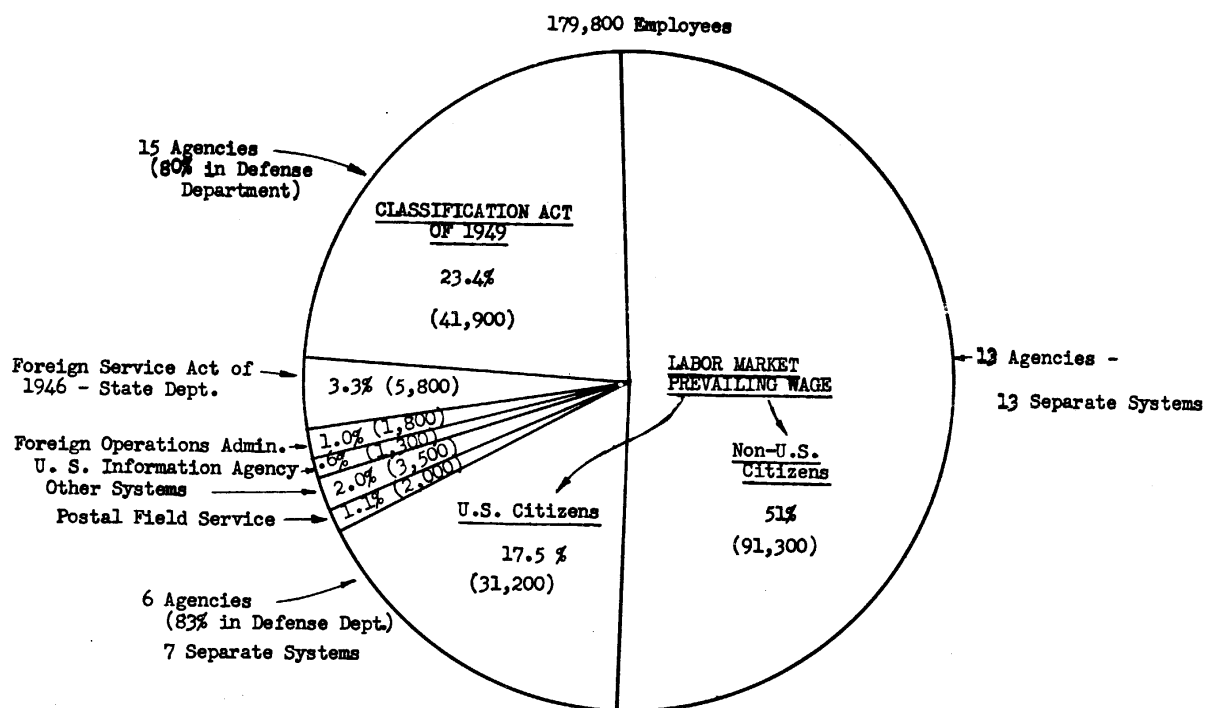 179,800 Employees
15 Agencies
(80% in Defense
Department)
CLASSIFICATION ACT
OF 1949
23.4%
(41,900)
Foreign Service Act of
1946 - State Dept.
3.3% (5,800)
Foreign Operations Admin.
1.0% (1,800)
U. S. Information Agency
.6% (1,300)
Other Systems
2.0% (3,500)
Postal Field Service
1.1% (2,000)
LABOR MARKET
PREVAILING WAGE
13 Agencies -
13 Separate Systems
Non-U.S.
Citizens
51%
(91,300)
U.S. Citizens
17.5 %
(31,200)
6 Agencies
(83% in Defense Dept.)
7 Separate Systems